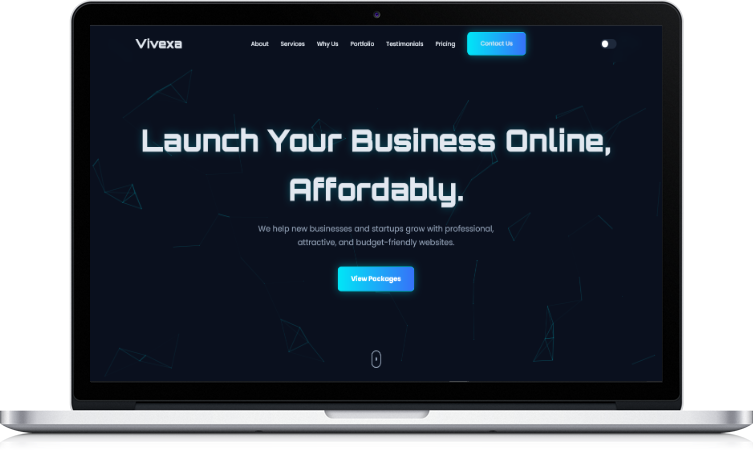 Vivexa
About Services Why Us Portfolio Testimonials Pricing Contact Us
Launch Your Business Online,
Affordably.
We help new businesses and startups grow with professional,
attractive, and budget-friendly websites.
View Packages